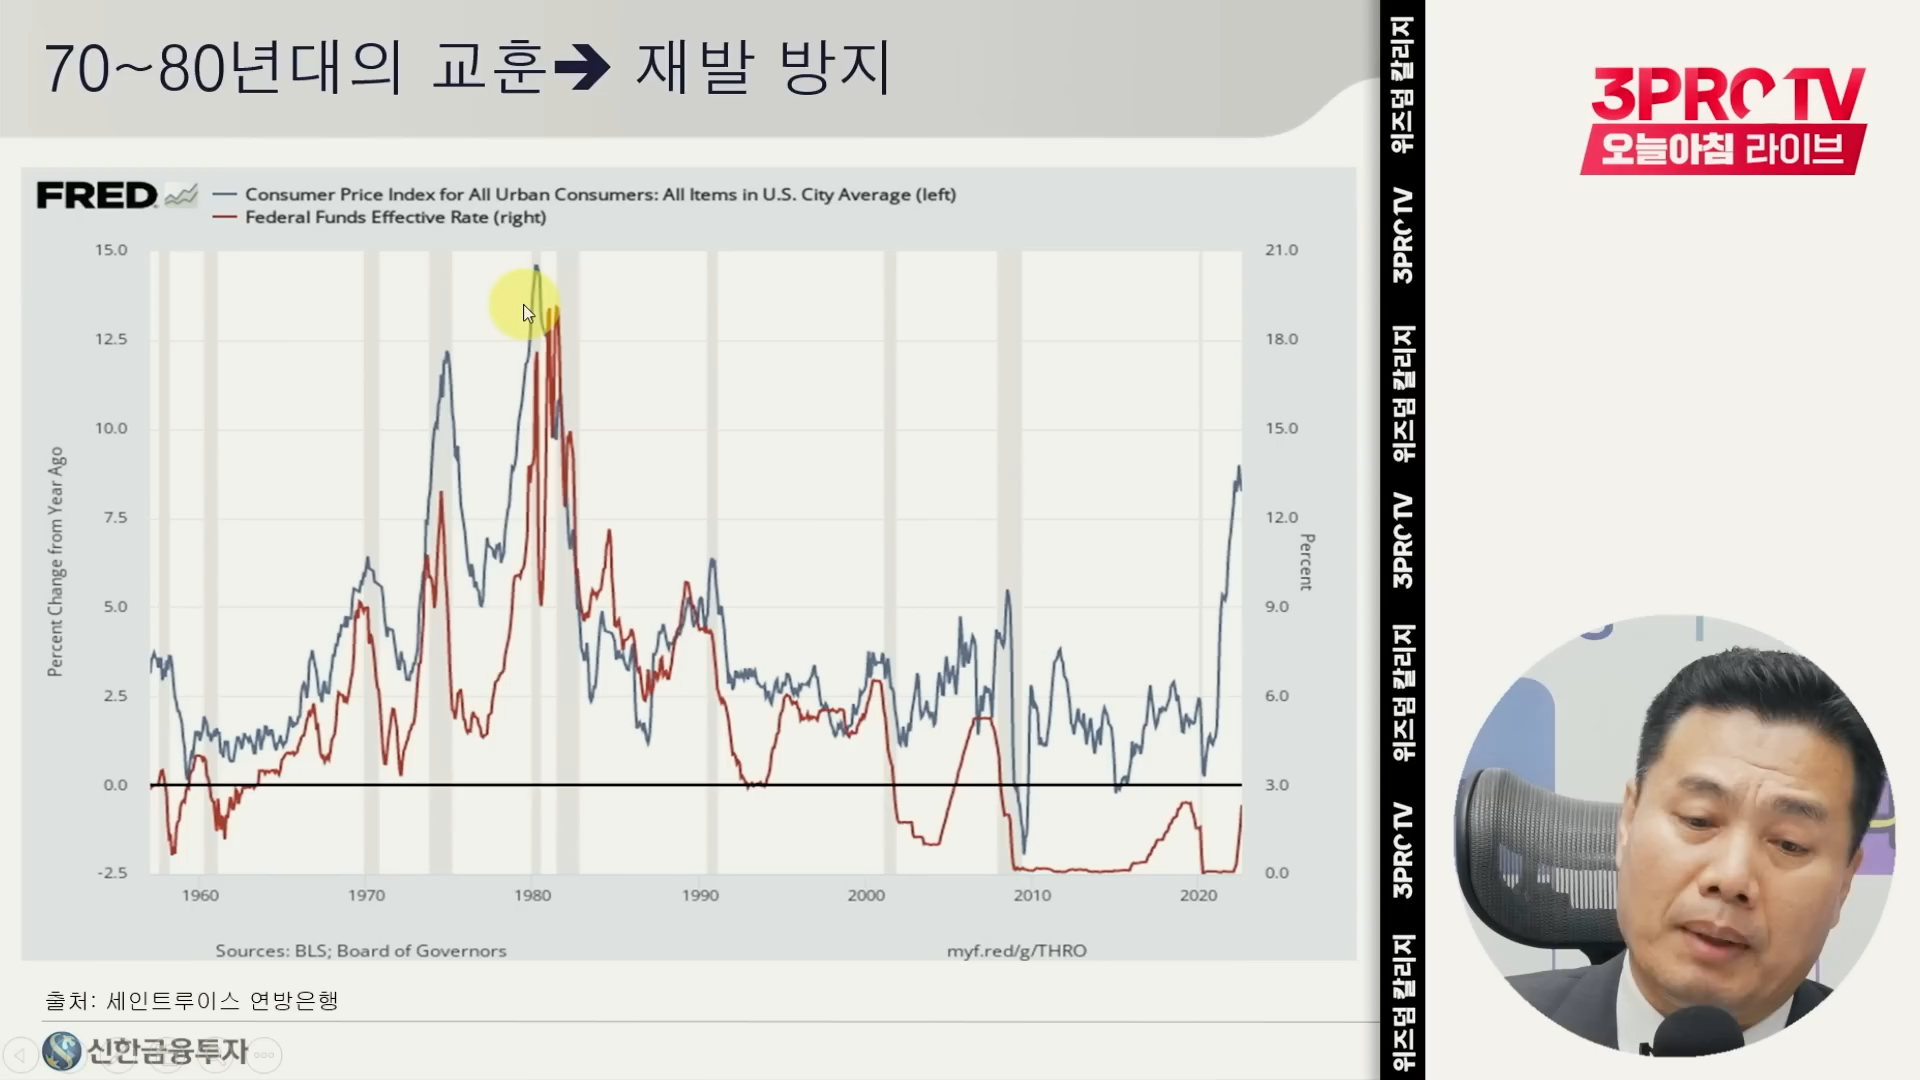 70~80년대의 교훈➔ 재발 방지
3PROTV
오늘아침 라이브
FRED
Consumer Price Index for All Urban Consumers: All Items in U.S. City Average (left)
Federal Funds Effective Rate (right)
15.0
12.5
10.0
7.5
5.0
2.5
0.0
-2.5
Percent Change from Year Ago
21.0
18.0
15.0
12.0
9.0
6.0
3.0
0.0
Percent
1960
1970
1980
1990
2000
2010
2020
Sources: BLS; Board of Governors
myf.red/g/THRO
출처: 세인트루이스 연방은행
신한금융투자
위즈덤 칼리지
3PROTV
위즈덤 칼리지
3PROTV
위즈덤 칼리지
3PROTV
위즈덤 칼리지